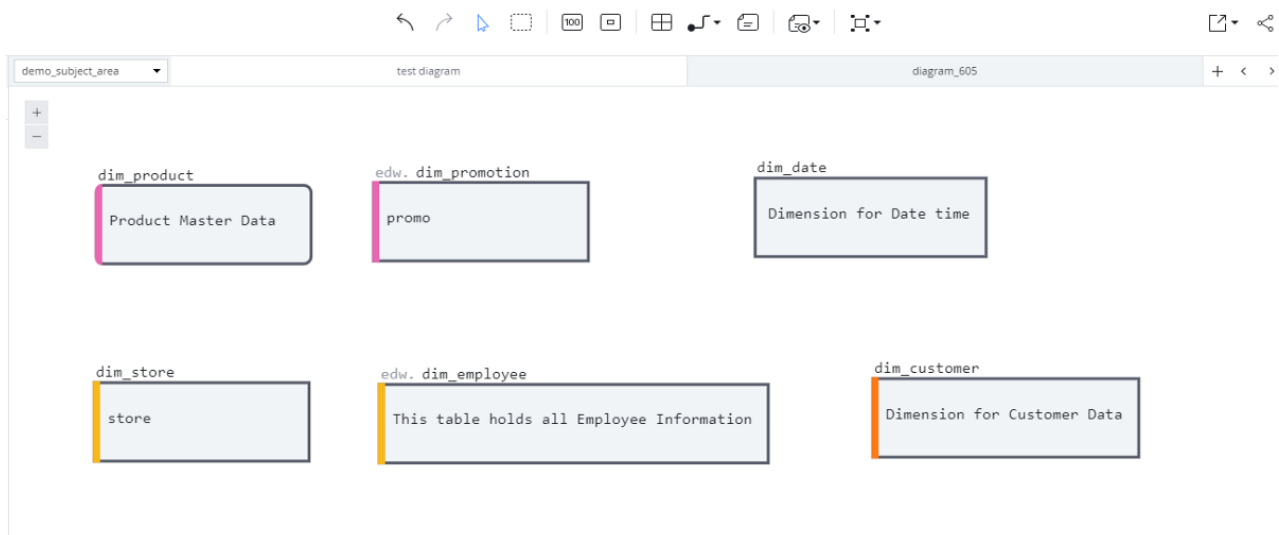 100
demo_subject_area
test diagram
diagram_605
dim_product
Product Master Data
edw. dim_promotion
promo
dim_date
Dimension for Date time
dim_store
store
edw. dim_employee
This table holds all Employee Information
dim_customer
Dimension for Customer Data